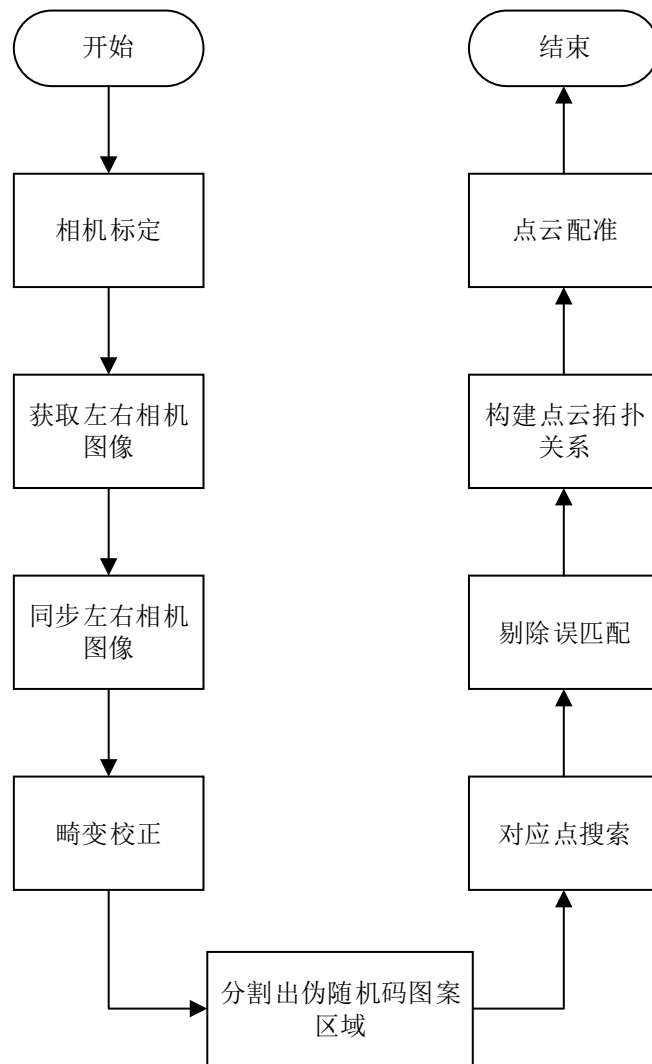 开始
相机标定
获取左右相机
图像
同步左右相机
图像
畸变校正
分割出伪随机码图案
区域
对应点搜索
剔除误匹配
构建点云拓扑
关系
点云配准
结束